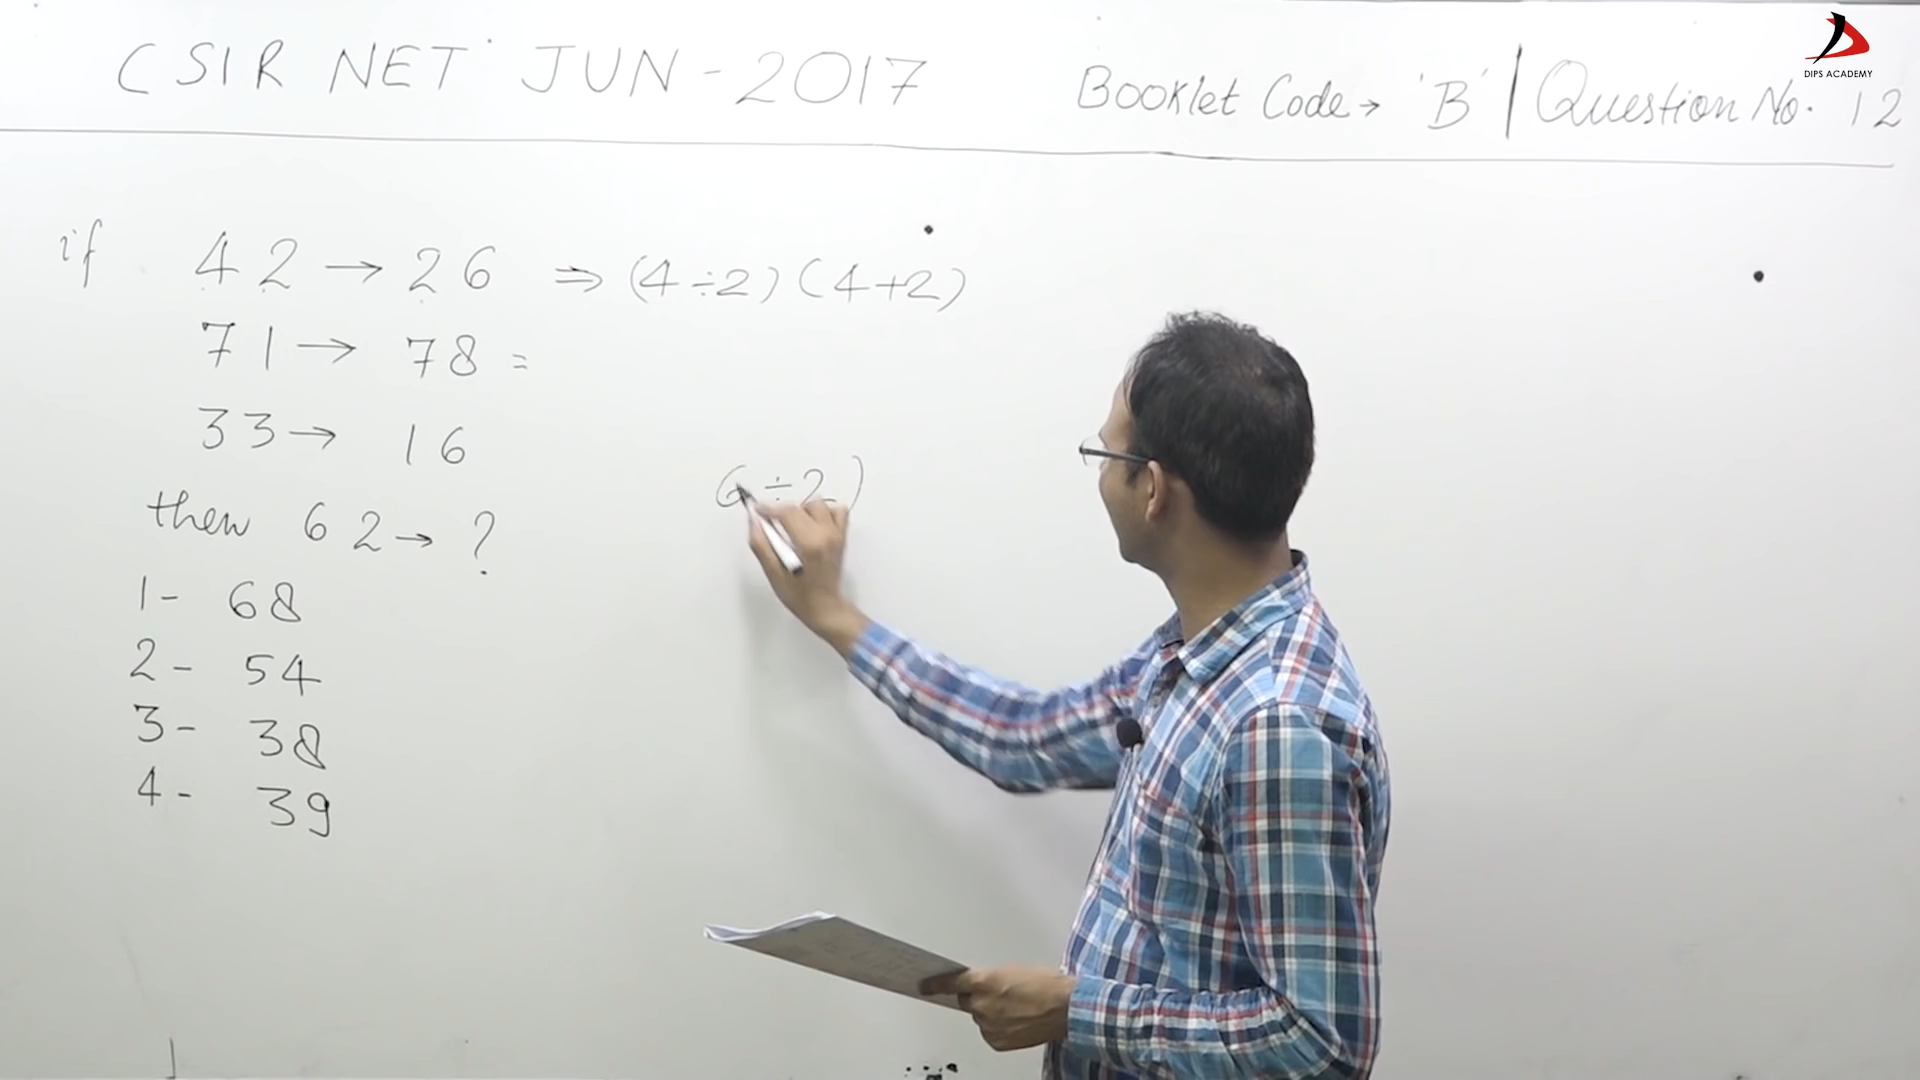 CSIR NET JUN - 2017 Booklet Code → 'B' | Question No. 12
DIPS ACADEMY
if 42 → 26 ⇒ (4÷2) (4+2)
71 → 78 =
33 → 16
(6÷2)
then 62 → ?
1- 68
2- 54
3- 38
4- 39